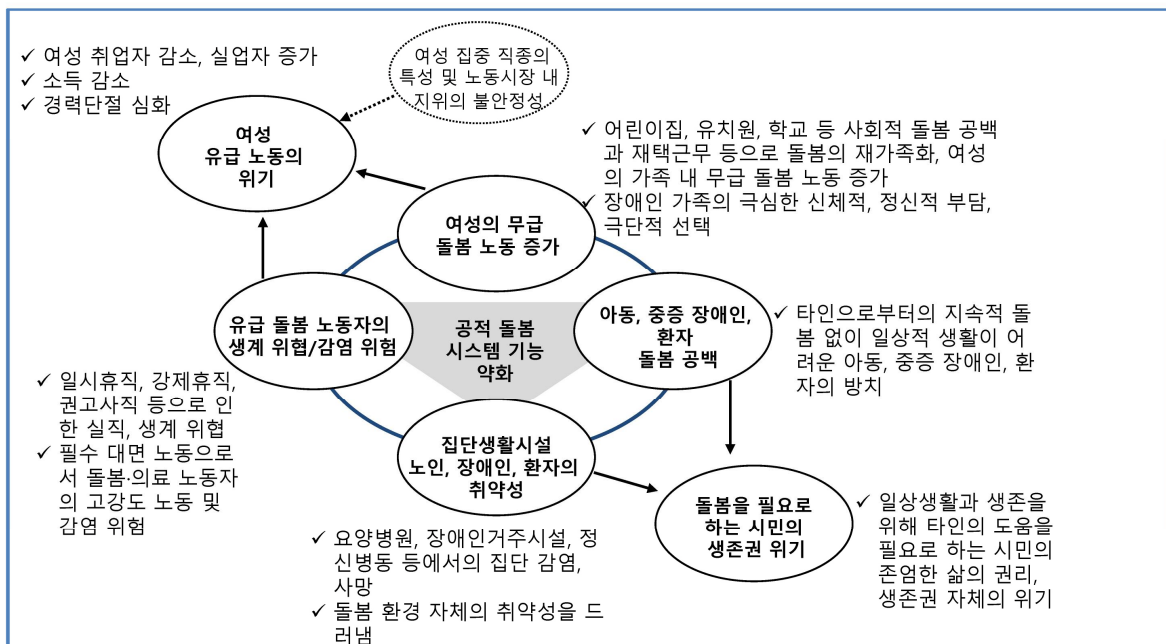 ✓ 여성 취업자 감소, 실업자 증가
✓ 소득 감소
✓ 경력단절 심화
여성 집중 직종의
특성 및 노동시장 내
지위의 불안정성
여성
유급 노동의
위기
✓ 어린이집, 유치원, 학교 등 사회적 돌봄 공백
과 재택근무 등으로 돌봄의 재가족화, 여성
의 가족 내 무급 돌봄 노동 증가
✓ 장애인 가족의 극심한 신체적, 정신적 부담,
극단적 선택
여성의 무급
돌봄 노동 증가
유급 돌봄 노동자의
생계 위협/감염 위험
공적 돌봄
시스템 기능
약화
아동, 중증 장애인,
환자
돌봄 공백
✓ 타인으로부터의 지속적 돌
봄 없이 일상적 생활이 어
려운 아동, 중증 장애인, 환
자의 방치
✓ 일시휴직, 강제휴직,
권고사직 등으로 인
한 실직, 생계 위협
✓ 필수 대면 노동으로
서 돌봄·의료 노동자
의 고강도 노동 및
감염 위험
집단생활시설
노인, 장애인, 환자의
취약성
돌봄을 필요로
하는 시민의
생존권 위기
✓ 일상생활과 생존을
위해 타인의 도움을
필요로 하는 시민의
존엄한 삶의 권리,
생존권 자체의 위기
✓ 요양병원, 장애인거주시설, 정
신병동 등에서의 집단 감염,
사망
✓ 돌봄 환경 자체의 취약성을 드
러냄